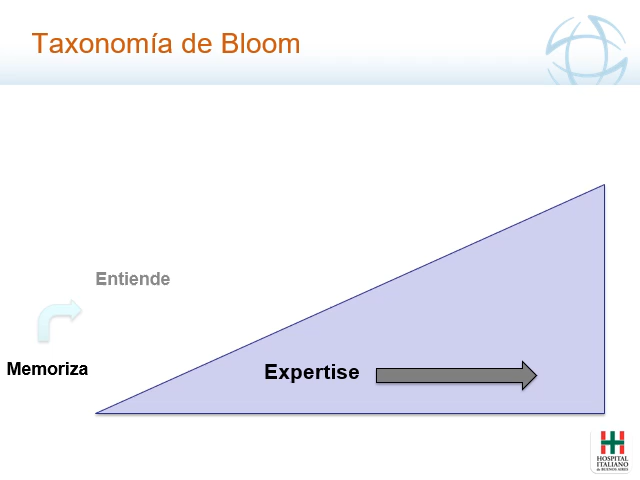 Taxonomía de Bloom
Entiende
Memoriza
Expertise
HOSPITAL
ITALIANO
de BUENOS AIRES